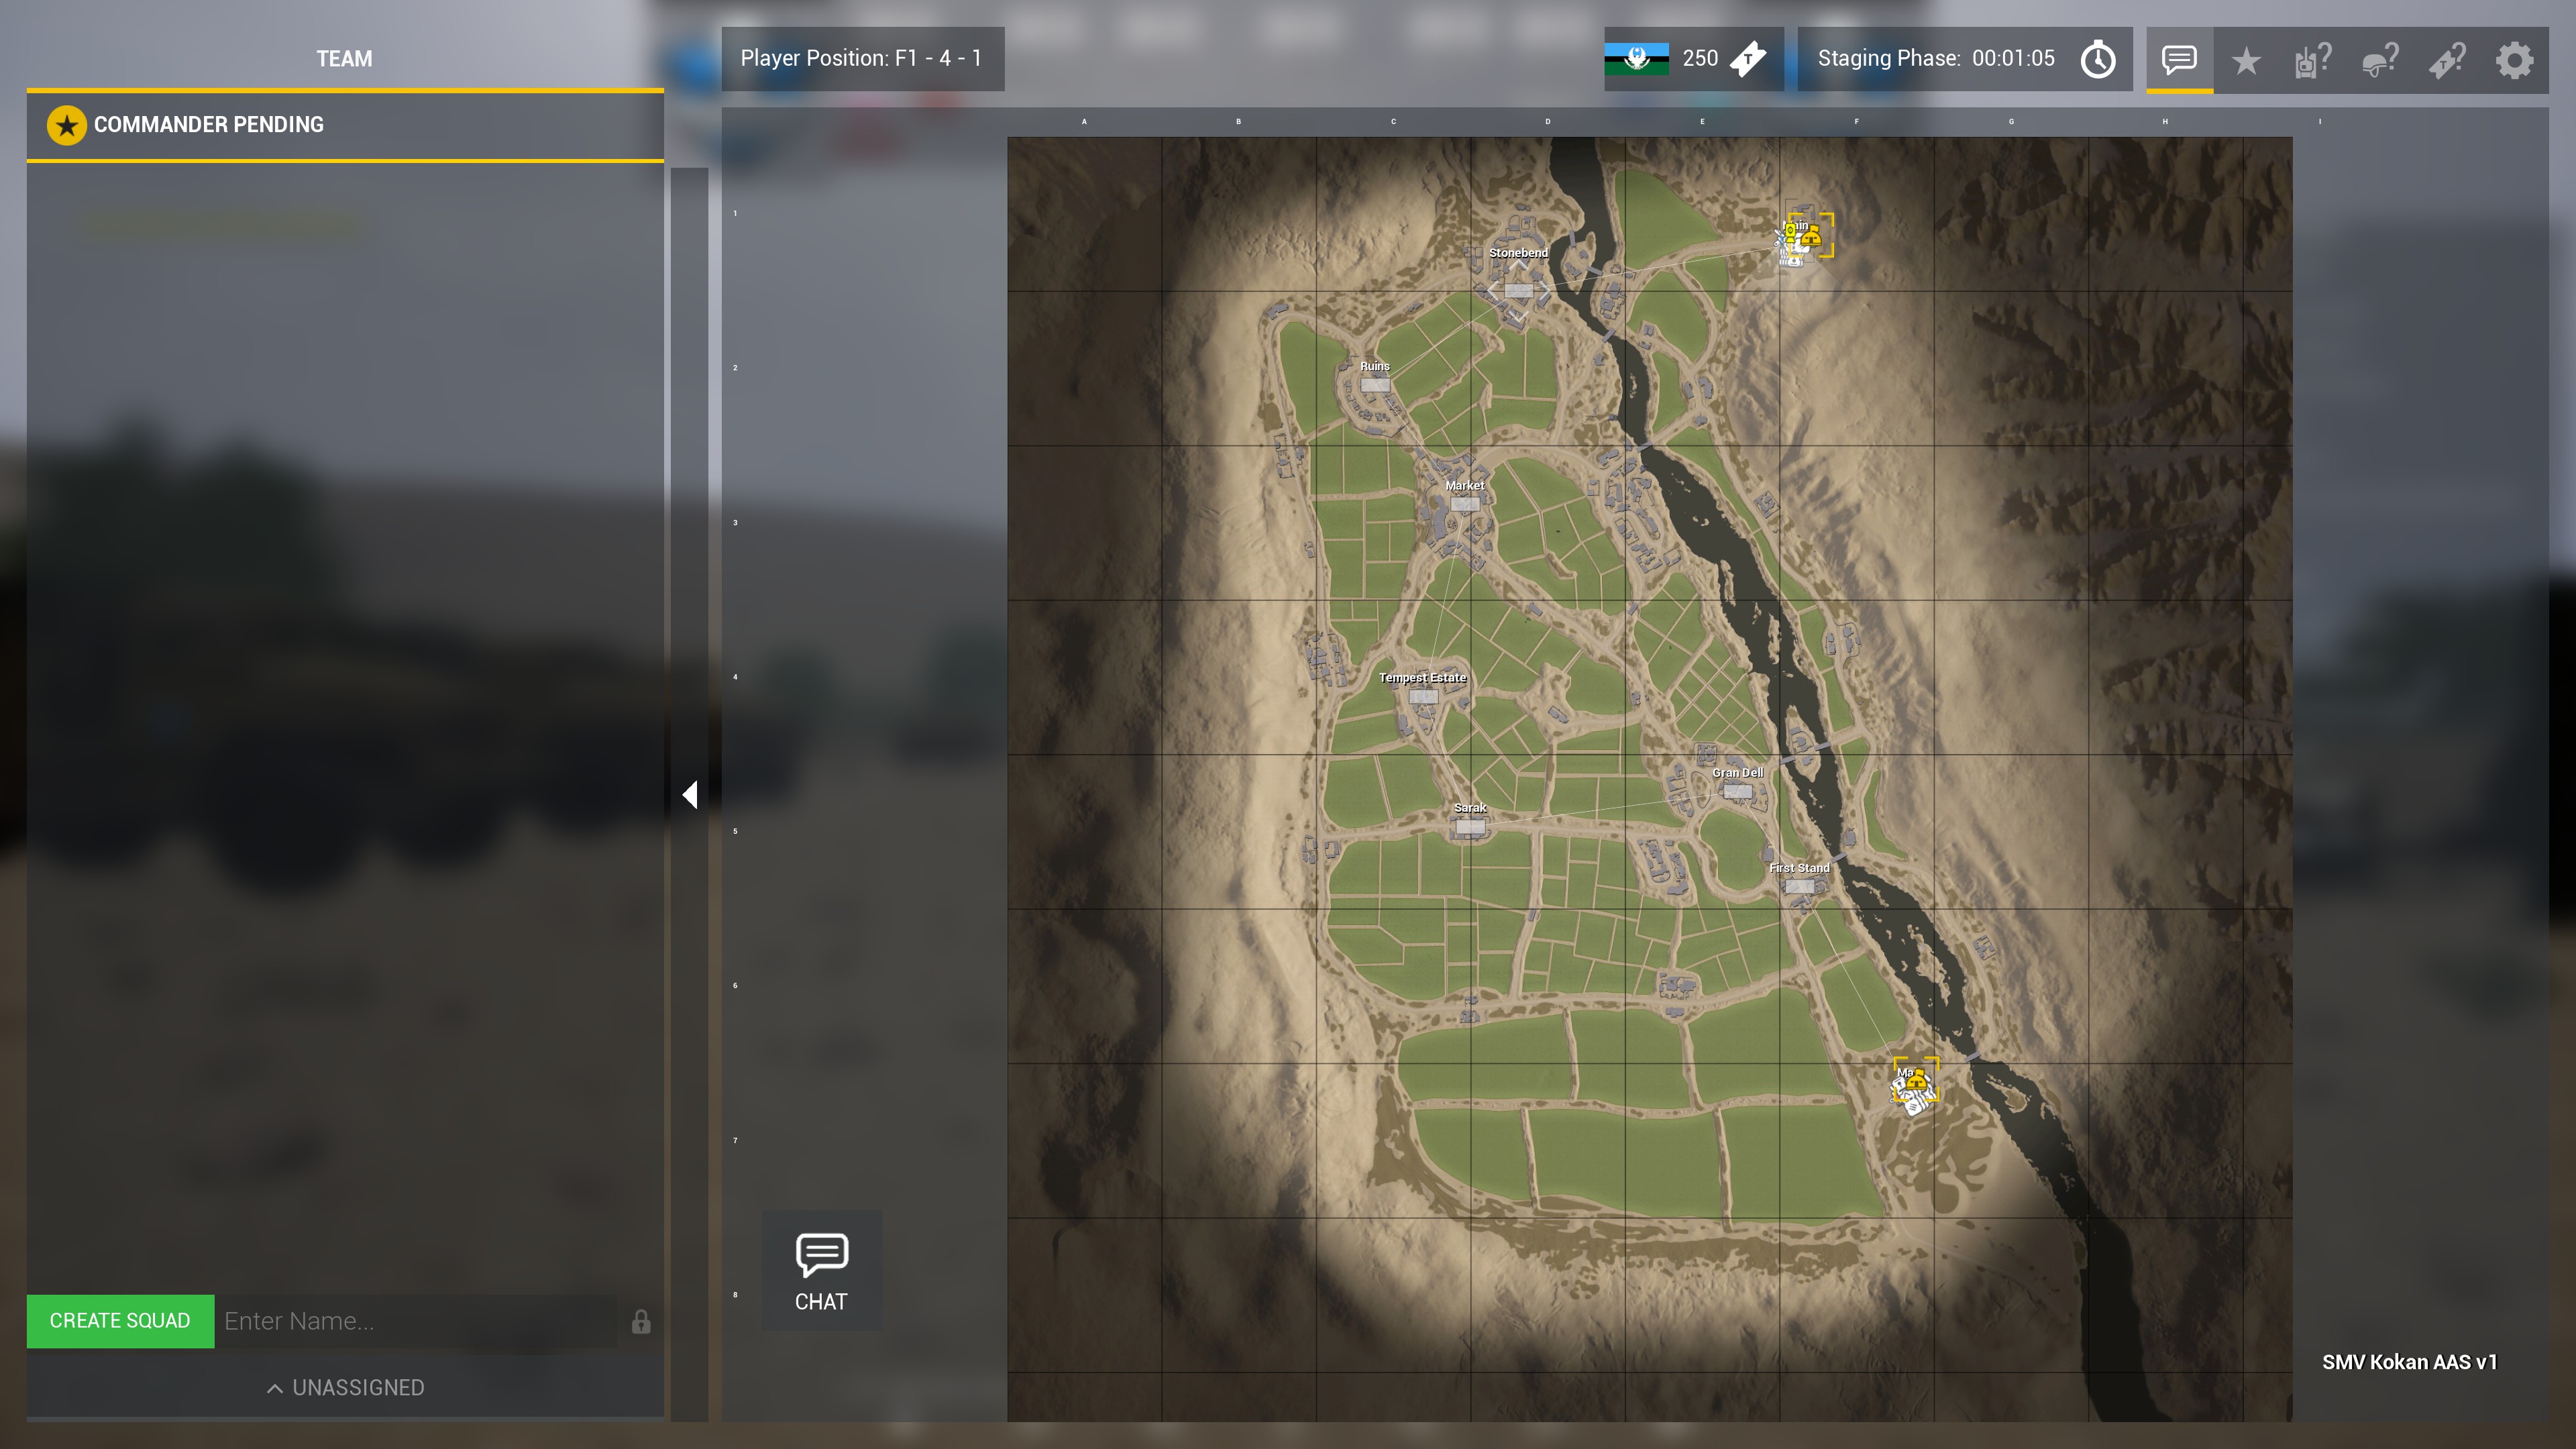 TEAM
Player Position: F1 - 4 - 1
250
Staging Phase: 00:01:05
COMMANDER PENDING
A B C D E F G H I
1
Stonebend
2
Ruins
Market
3
Tempest Estate
4
Gran Dell
Sarak
5
First Stand
6
7
CREATE SQUAD
Enter Name...
UNASSIGNED
CHAT
8
SMV Kokan AAS v1